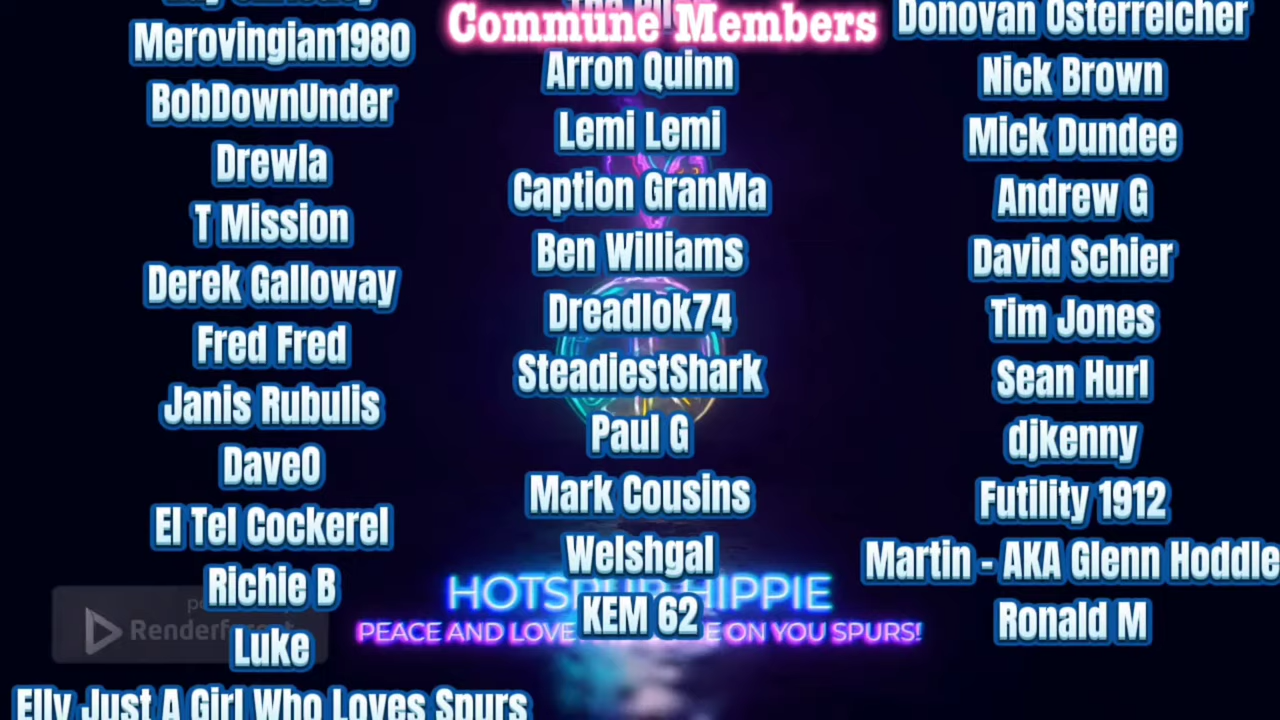 Commune Members
Merovingian1980
BobDownUnder
Drewla
T Mission
Derek Galloway
Fred Fred
Janis Rubulis
DaveO
El Tel Cockerel
Richie B
Luke
Elly Just A Girl Who Loves Spurs
Arron Quinn
Lemi Lemi
Caption GranMa
Ben Williams
Dreadlok74
SteadiestShark
Paul G
Mark Cousins
Welshgal
KEM 62
Donovan Osterreicher
Nick Brown
Mick Dundee
Andrew G
David Schier
Tim Jones
Sean Hurl
djkenny
Futility 1912
Martin - AKA Glenn Hoddle
Ronald M
HOTSPUR HIPPIE
PEACE AND LOVE ON YOU SPURS!
Renderforest